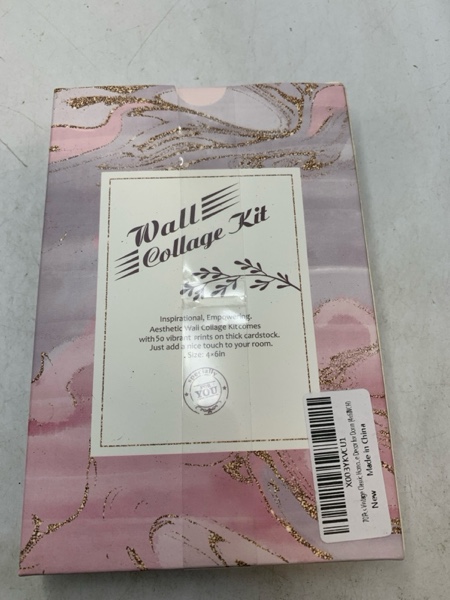 Wall
Collage Kit
Inspirational, Empowering.
Aesthetic Wall Collage Kit comes
with 50 vibrant prints on thick cardstock.
Just add a nice touch to your room.
Size: 4×6in
YOU
X003YKVCU1
New
Made in China